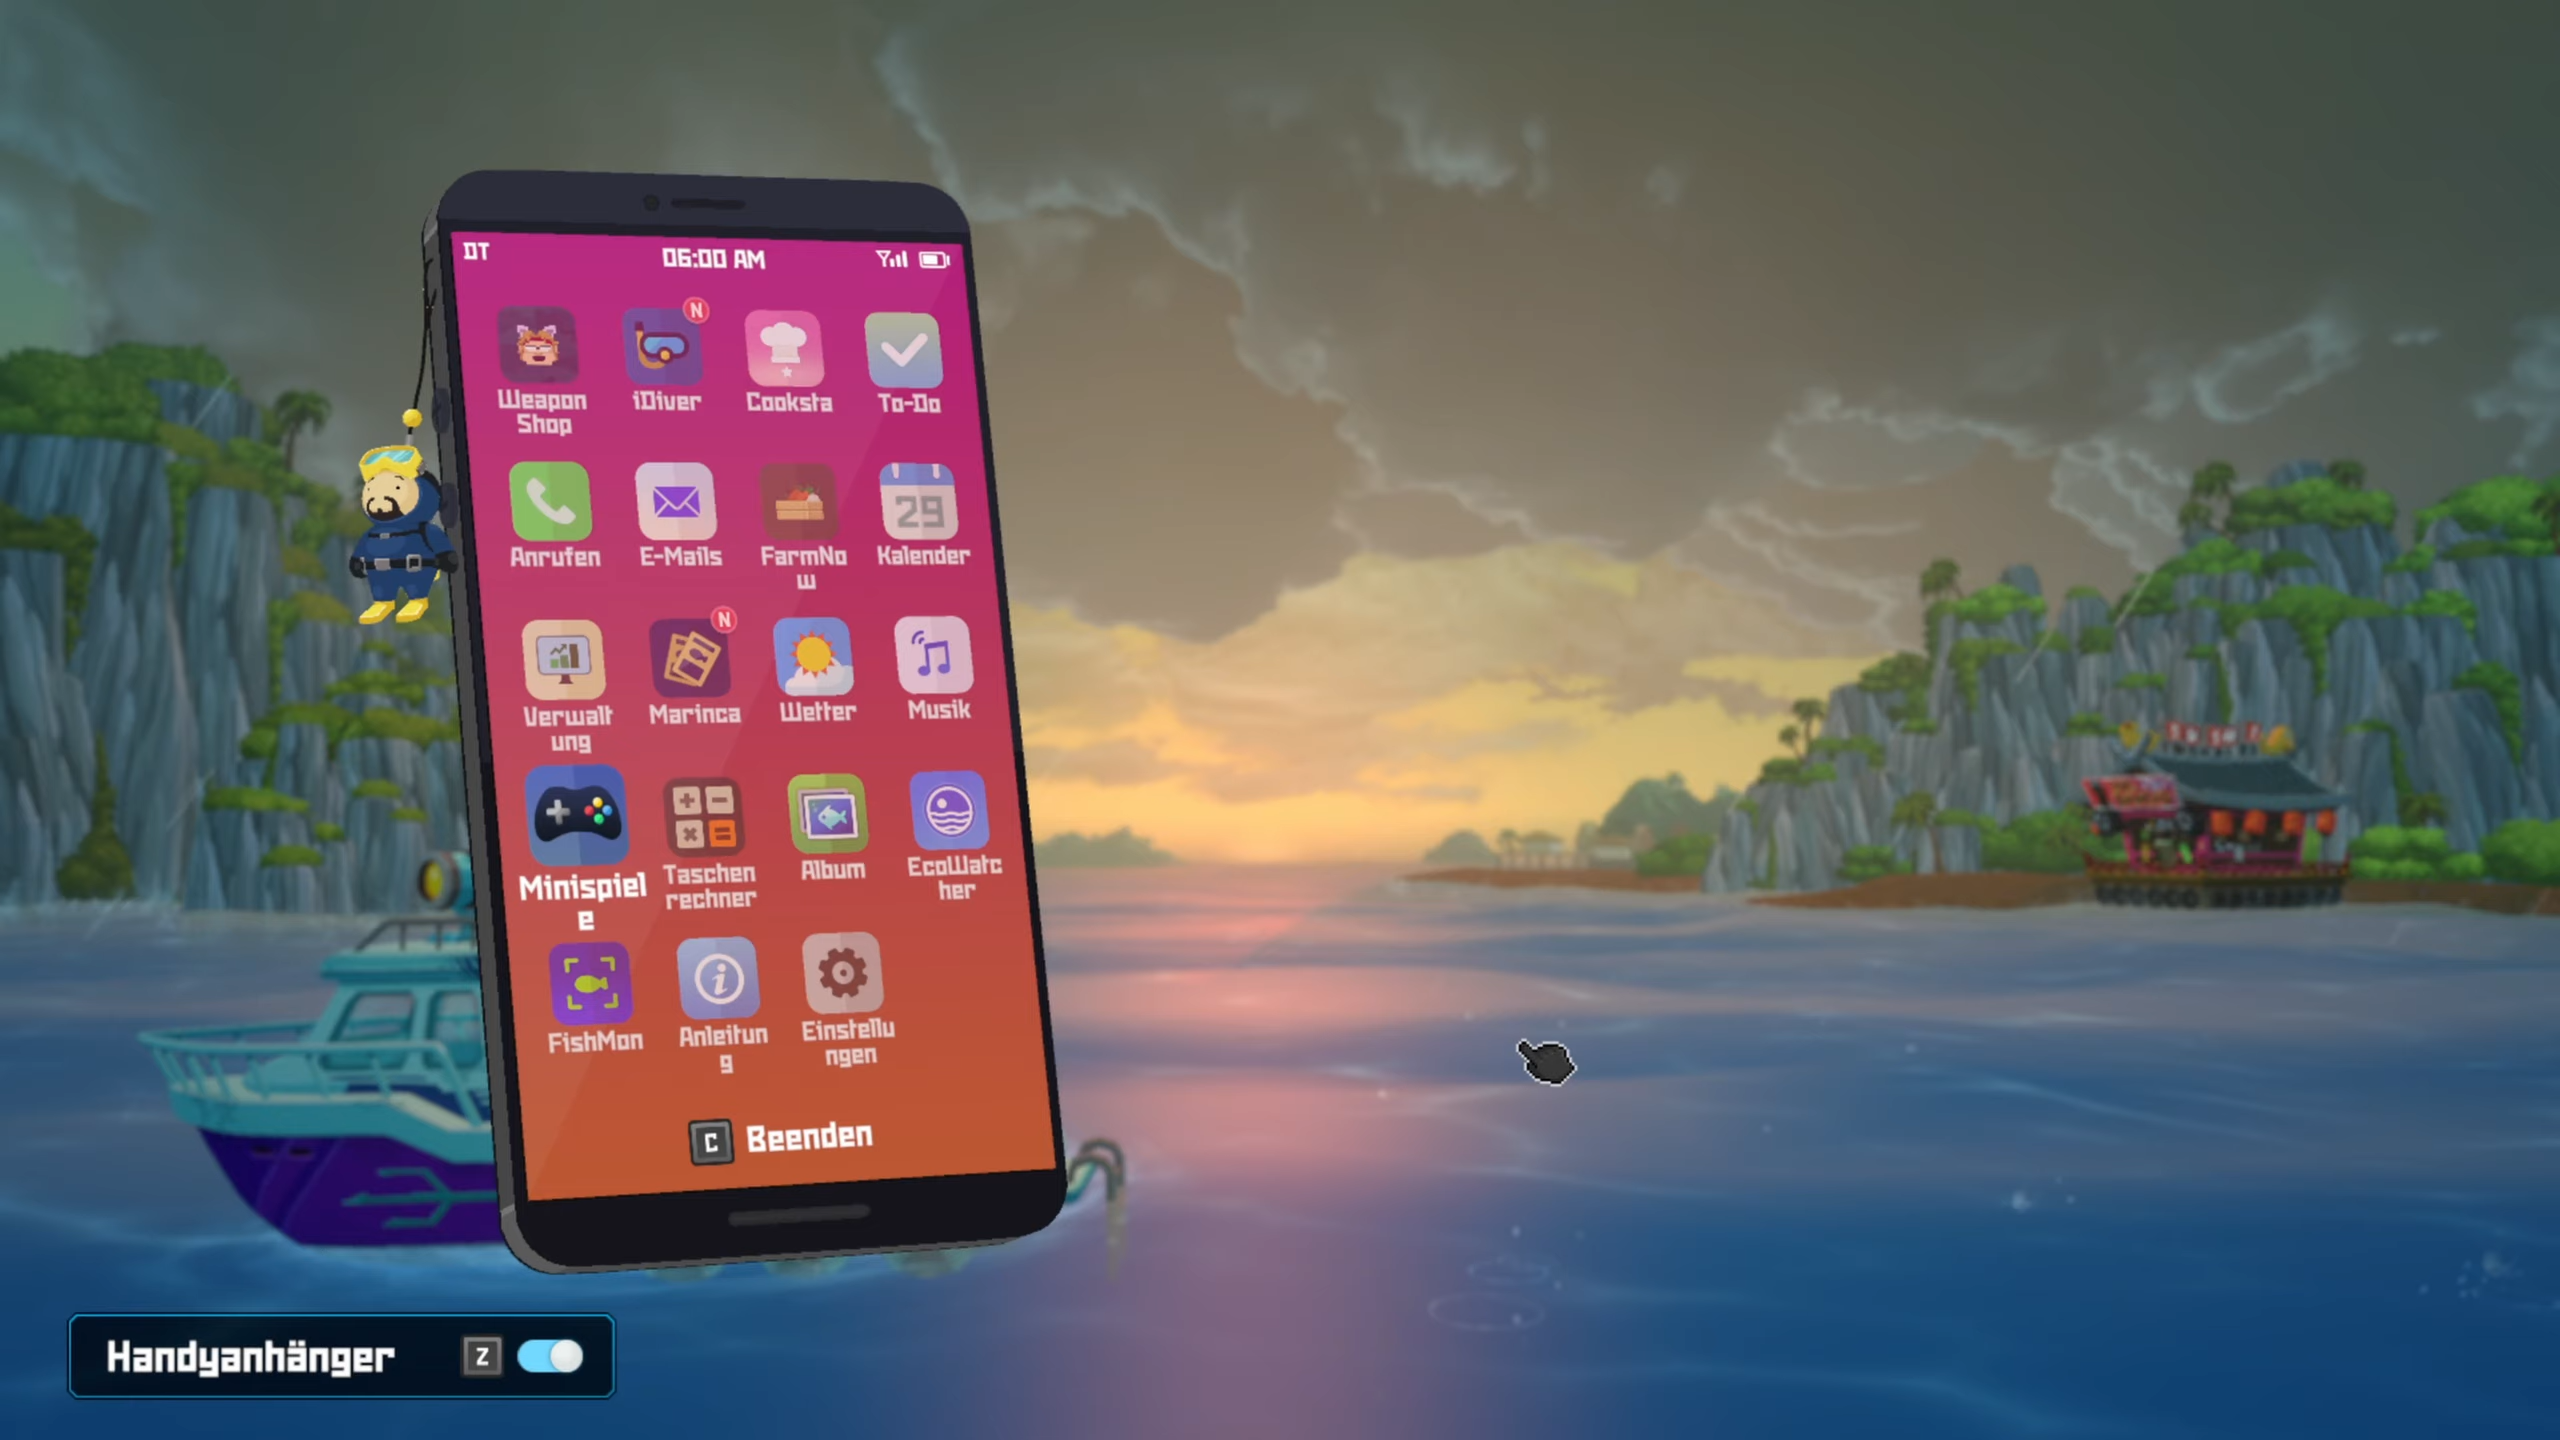 DT
06:00 AM
N
Weapon
Shop
iDiver
Cooksta
To-Do
29
Anrufen
E-Mails
FarmNo
w
Kalender
N
Verwalt
ung
Marinca
Wetter
Musik
Minispiel
e
Taschen
rechner
Album
EcoWatc
her
FishMon
Anleitun
g
Einstellu
ngen
C Beenden
Handyanhänger Z